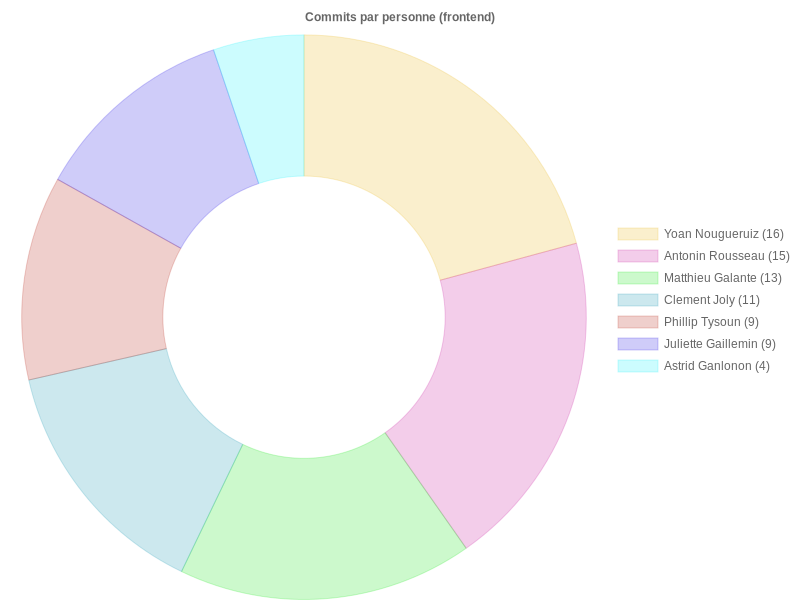 Commits par personne (frontend)
Yoan Nougueruiz (16)
Antonin Rousseau (15)
Matthieu Galante (13)
Clement Joly (11)
Phillip Tysoun (9)
Juliette Gaillemin (9)
Astrid Ganlonon (4)